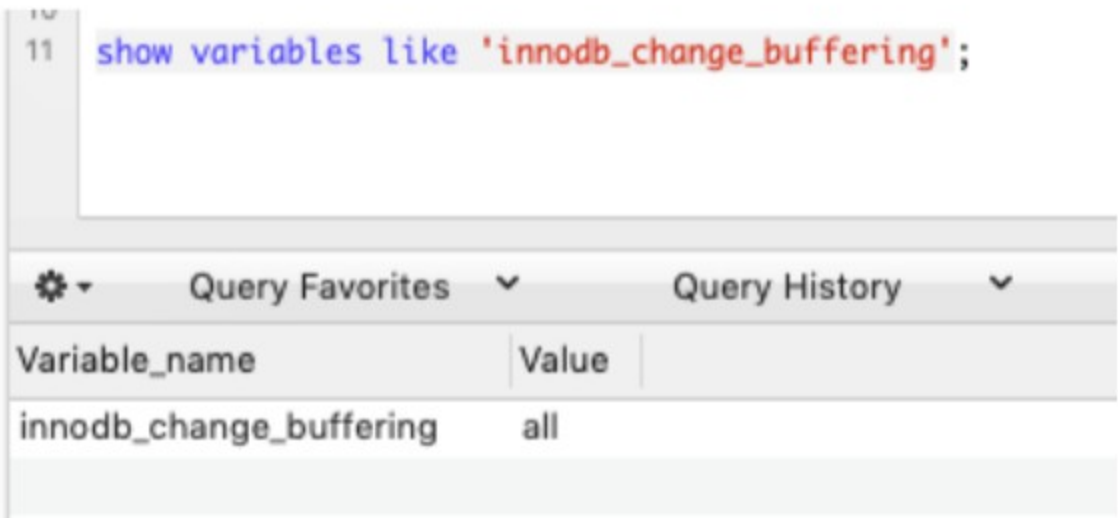 11 show variables like 'innodb_change_buffering';
Query Favorites Query History
Variable_name Value
innodb_change_buffering all